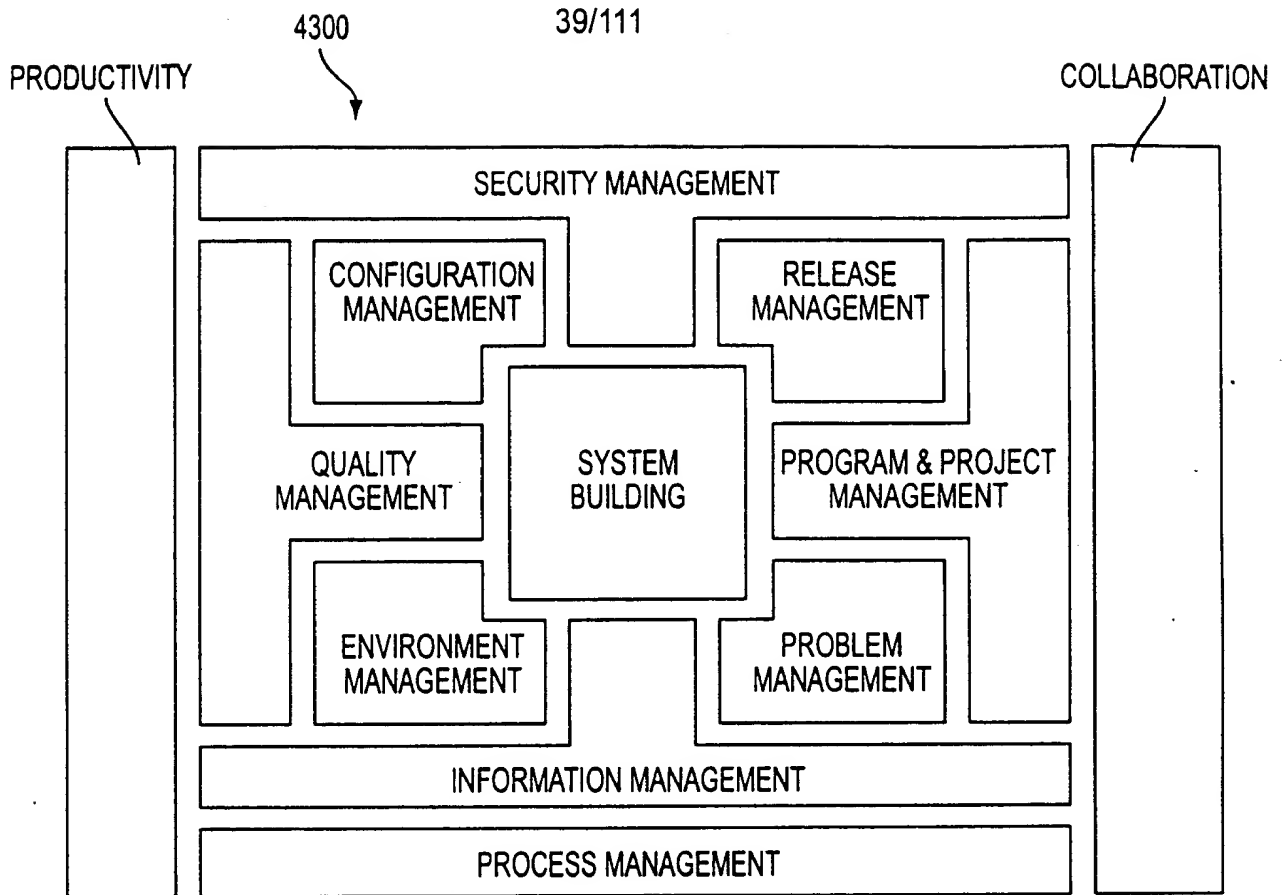 4300
39/111
PRODUCTIVITY
COLLABORATION
SECURITY MANAGEMENT
CONFIGURATION
MANAGEMENT
RELEASE
MANAGEMENT
QUALITY
MANAGEMENT
SYSTEM
BUILDING
PROGRAM & PROJECT
MANAGEMENT
ENVIRONMENT
MANAGEMENT
PROBLEM
MANAGEMENT
INFORMATION MANAGEMENT
PROCESS MANAGEMENT